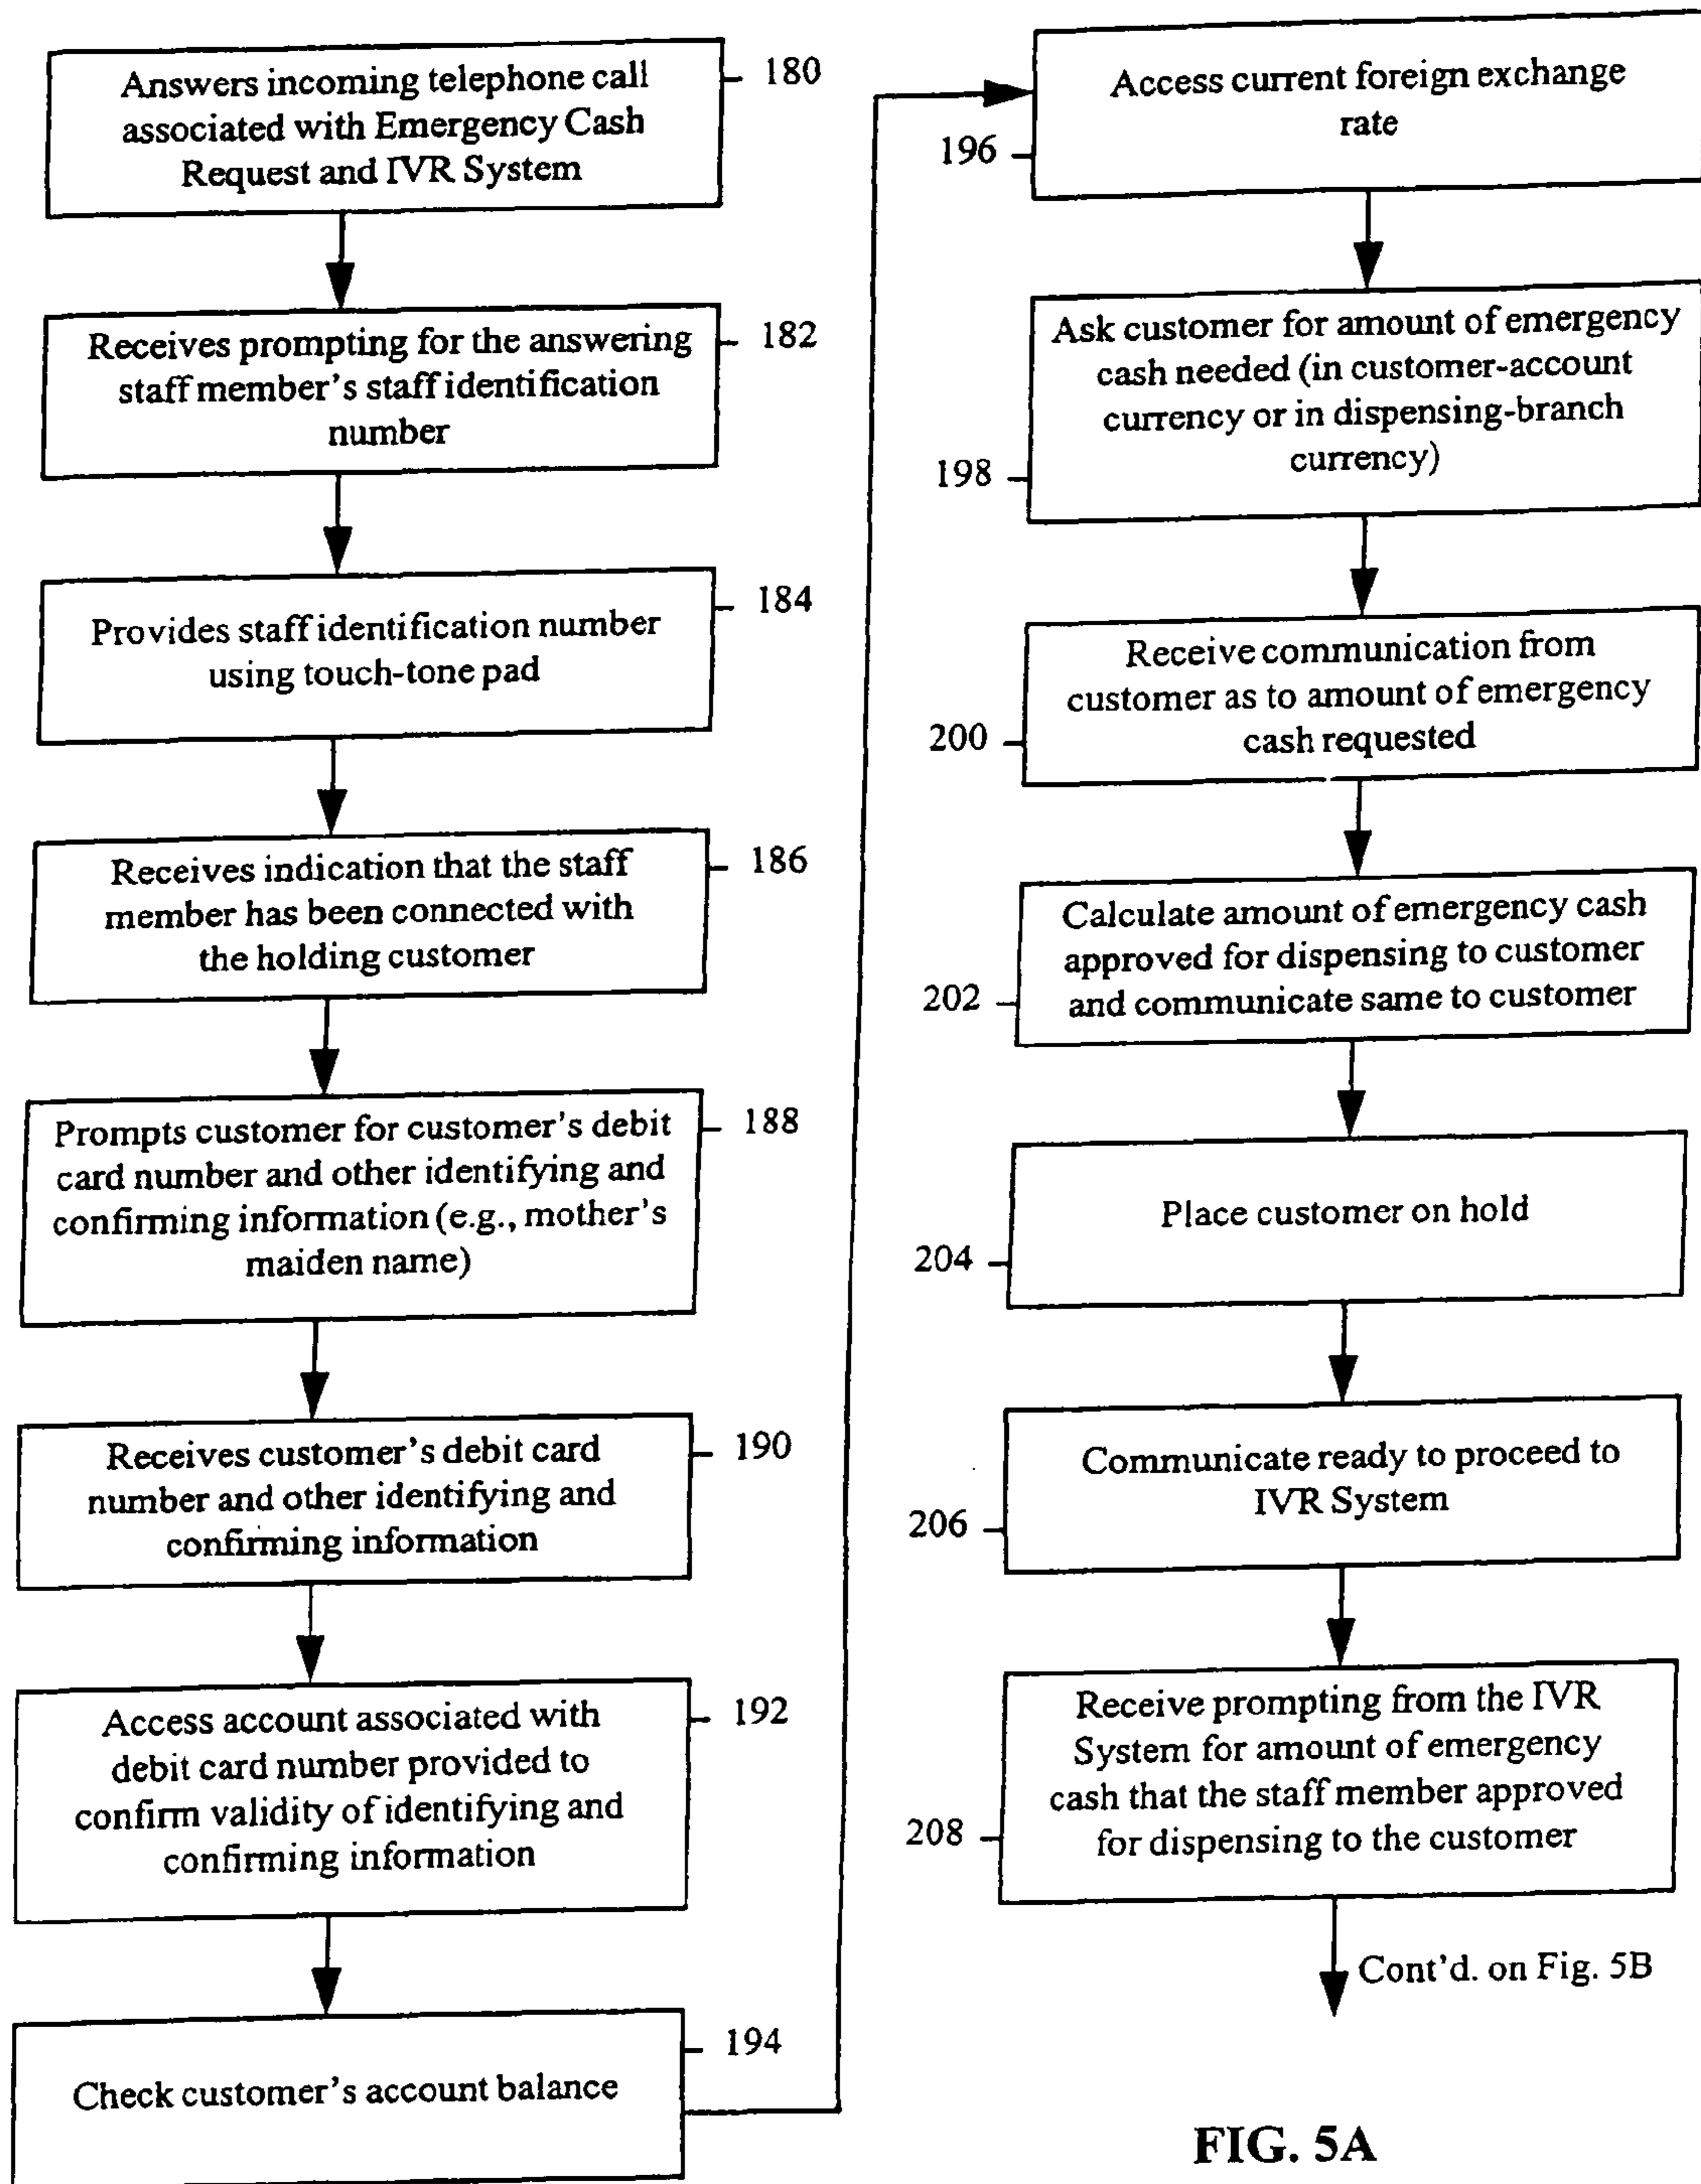 Answers incoming telephone call
associated with Emergency Cash
Request and IVR System
180
Receives prompting for the answering
staff member's staff identification
number
182
Provides staff identification number
using touch-tone pad
184
Receives indication that the staff
member has been connected with
the holding customer
186
Prompts customer for customer's debit
card number and other identifying and
confirming information (e.g., mother's
maiden name)
188
Receives customer's debit card
number and other identifying and
confirming information
190
Access account associated with
debit card number provided to
confirm validity of identifying and
confirming information
192
Check customer's account balance
194
Access current foreign exchange
rate
196
Ask customer for amount of emergency
cash needed (in customer-account
currency or in dispensing-branch
currency)
198
Receive communication from
customer as to amount of emergency
cash requested
200
Calculate amount of emergency cash
approved for dispensing to customer
and communicate same to customer
202
Place customer on hold
204
Communicate ready to proceed to
IVR System
206
Receive prompting from the IVR
System for amount of emergency
cash that the staff member approved
for dispensing to the customer
208
Cont'd. on Fig. 5B
FIG. 5A